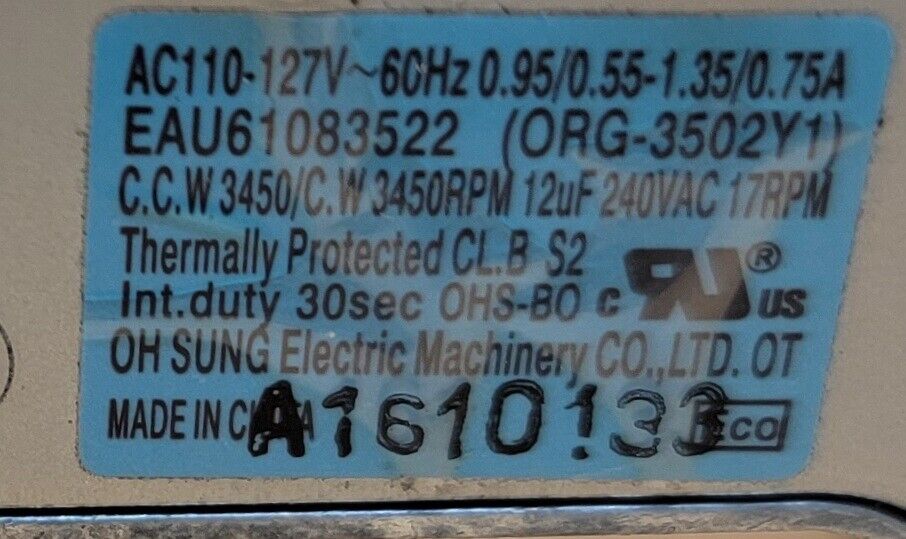 AC110-127V~60Hz 0.95/0.55-1.35/0.75A
EAU61083522 (ORG-3502Y1)
C.C.W 3450/C.W 3450RPM 12uF 240VAC 17RPM
Thermally Protected CL.B S2
Int.duty 30sec OHS-BO c RU ® US
OH SUNG Electric Machinery CO.,LTD. OT
MADE IN
A1610133